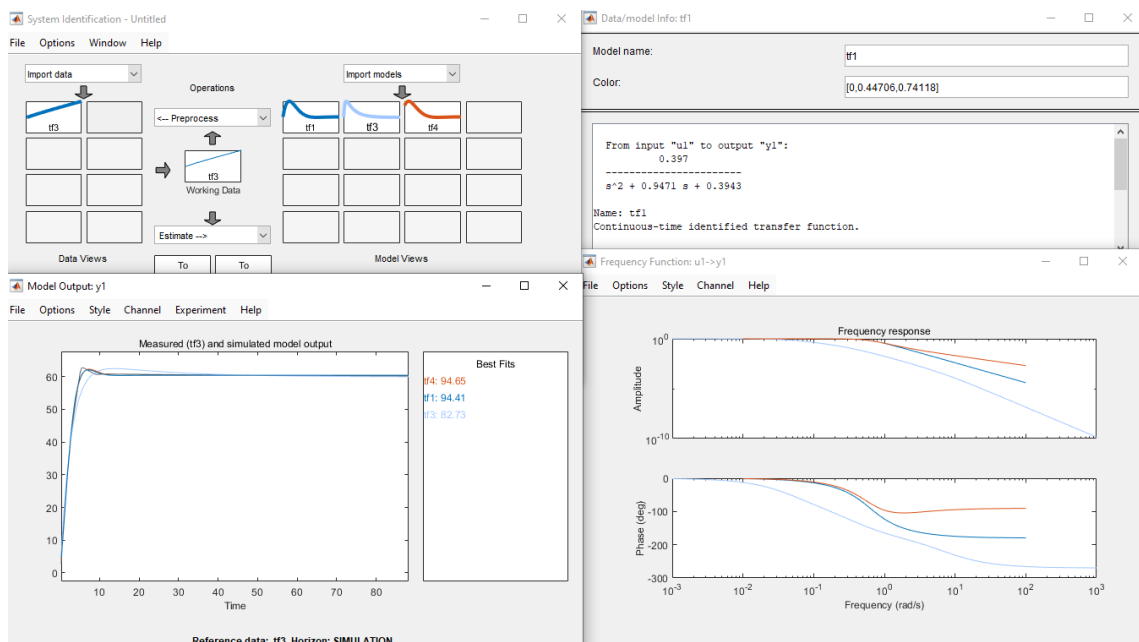 System Identification - Untitled
File Options Window Help
Import data
Operations
Import models
tf3
<-- Preprocess
tf1
tf3
tf4
tf3
Working Data
Estimate -->
Data Views
To
To
Model Views
Data/model Info: tf1
Model name:
tf1
Color:
[0,0.44706,0.74118]
From input "u1" to output "y1":
0.397
-----------------------
s^2 + 0.9471 s + 0.3943
Name: tf1
Continuous-time identified transfer function.
Model Output: y1
File Options Style Channel Experiment Help
Measured (tf3) and simulated model output
60
50
40
30
20
10
0
10 20 30 40 50 60 70 80
Time
Best Fits
tf4: 94.65
tf1: 94.41
tf3: 82.73
Reference data: tf3 Horizon: SIMULATION
Frequency Function: u1->y1
File Options Style Channel Help
Frequency response
Amplitude
10^0
10^-10
Phase (deg)
0
-100
-200
-300
10^-3 10^-2 10^-1 10^0 10^1 10^2 10^3
Frequency (rad/s)